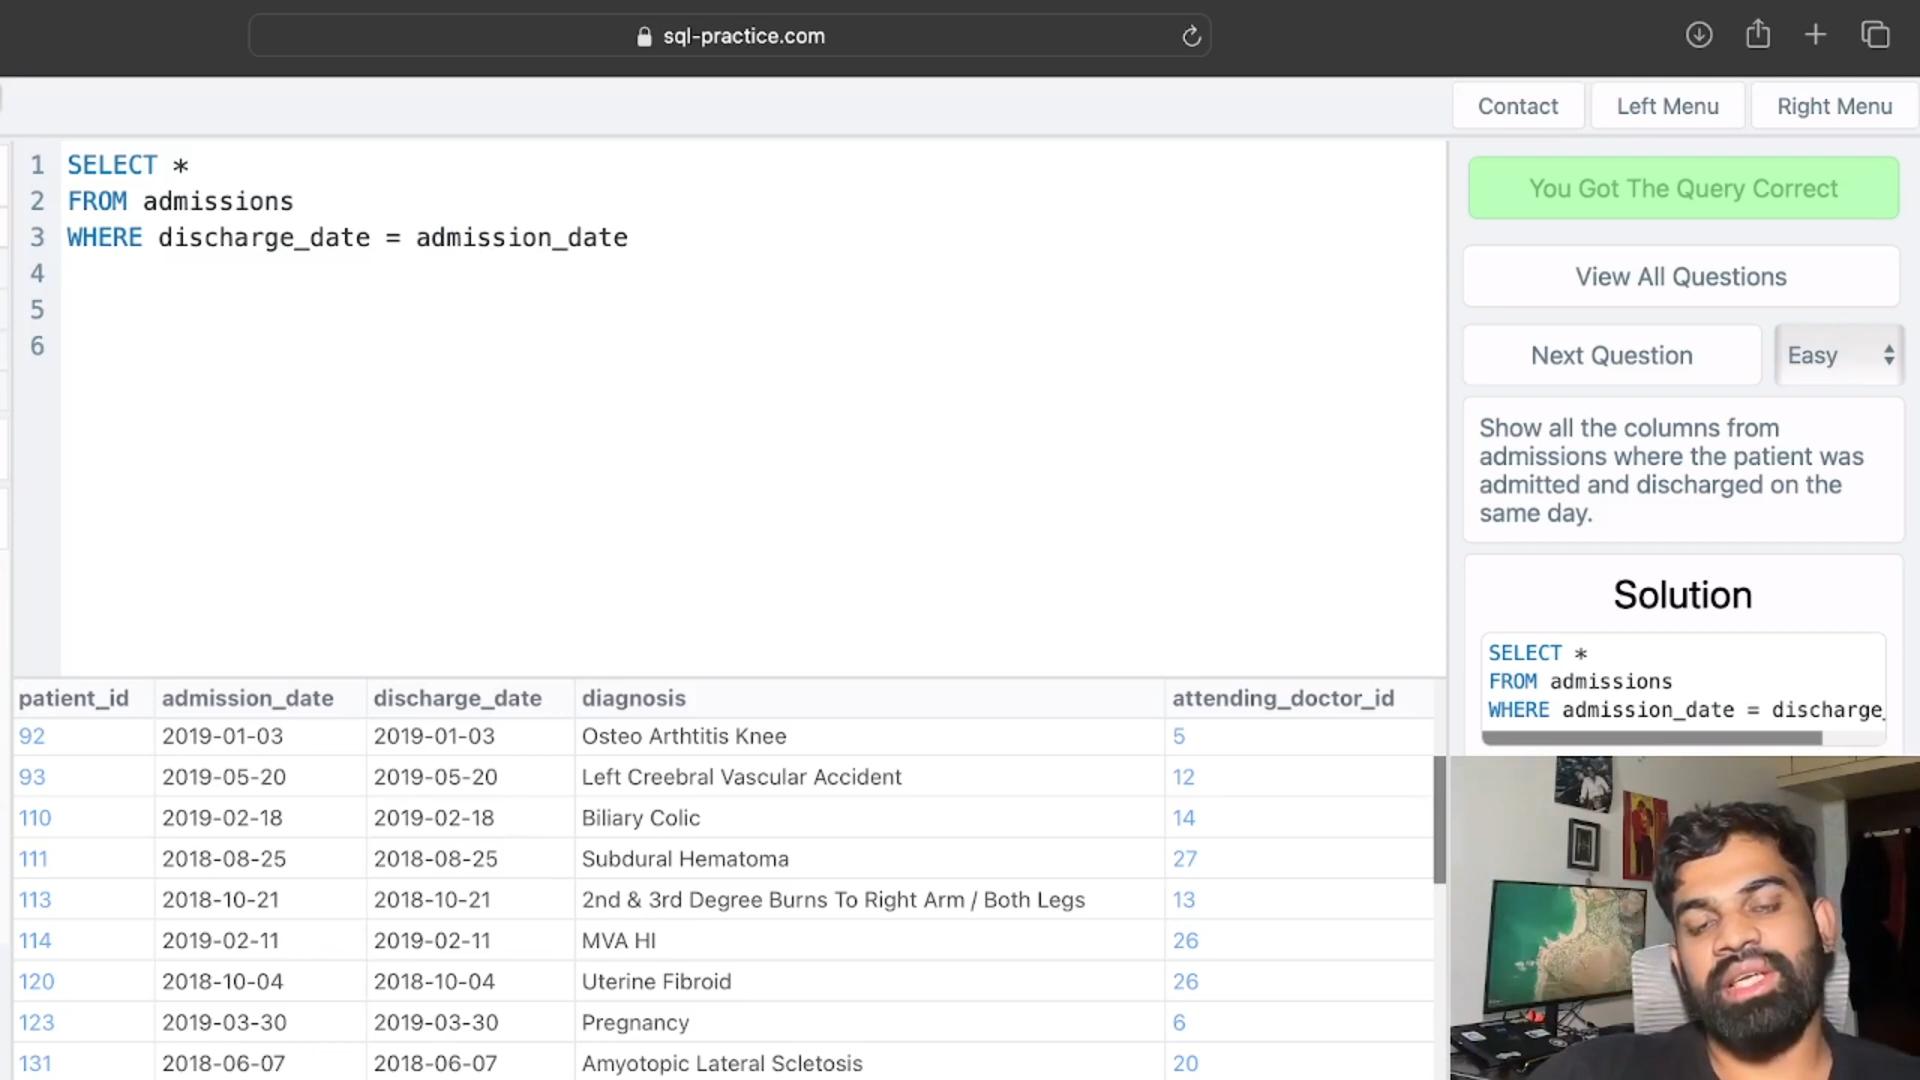 sql-practice.com
Contact Left Menu Right Menu
1 SELECT *
2 FROM admissions
3 WHERE discharge_date = admission_date
4
5
6
You Got The Query Correct
View All Questions
Next Question Easy
Show all the columns from
admissions where the patient was
admitted and discharged on the
same day.
Solution
SELECT *
FROM admissions
WHERE admission_date = discharge_
patient_id admission_date discharge_date diagnosis attending_doctor_id
92 2019-01-03 2019-01-03 Osteo Arthtitis Knee 5
93 2019-05-20 2019-05-20 Left Creebral Vascular Accident 12
110 2019-02-18 2019-02-18 Biliary Colic 14
111 2018-08-25 2018-08-25 Subdural Hematoma 27
113 2018-10-21 2018-10-21 2nd & 3rd Degree Burns To Right Arm / Both Legs 13
114 2019-02-11 2019-02-11 MVA HI 26
120 2018-10-04 2018-10-04 Uterine Fibroid 26
123 2019-03-30 2019-03-30 Pregnancy 6
131 2018-06-07 2018-06-07 Amyotopic Lateral Scletosis 20